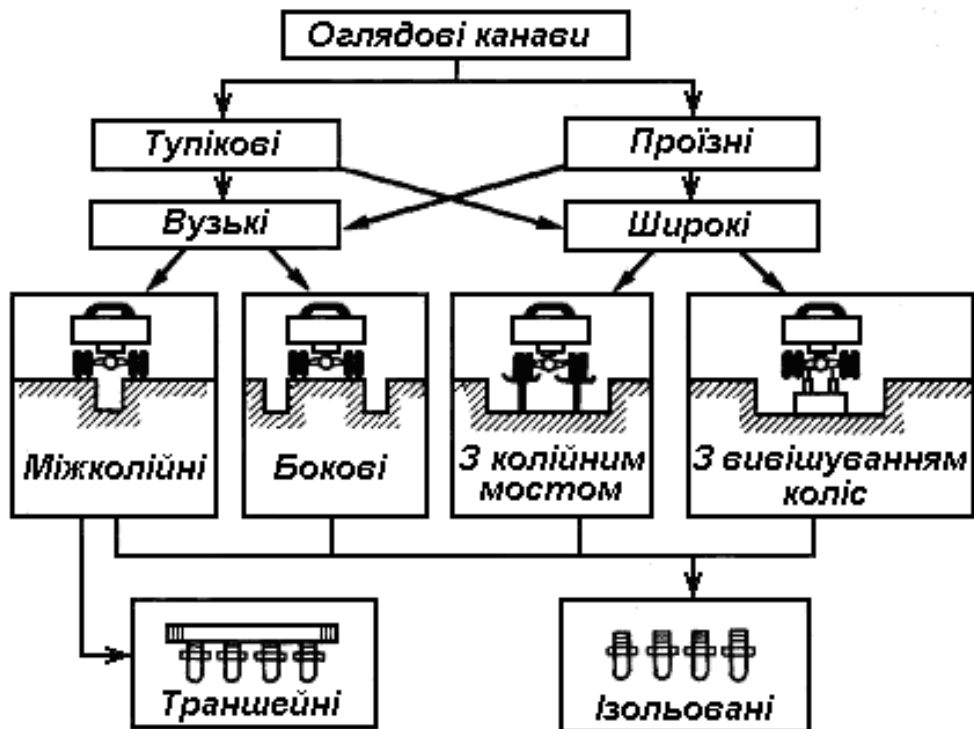 Оглядові канави
Тупікові
Проїзні
Вузькі
Широкі
Міжколійні
Бокові
З колійним
мостом
З вивішуванням
коліс
Траншейні
Ізольовані